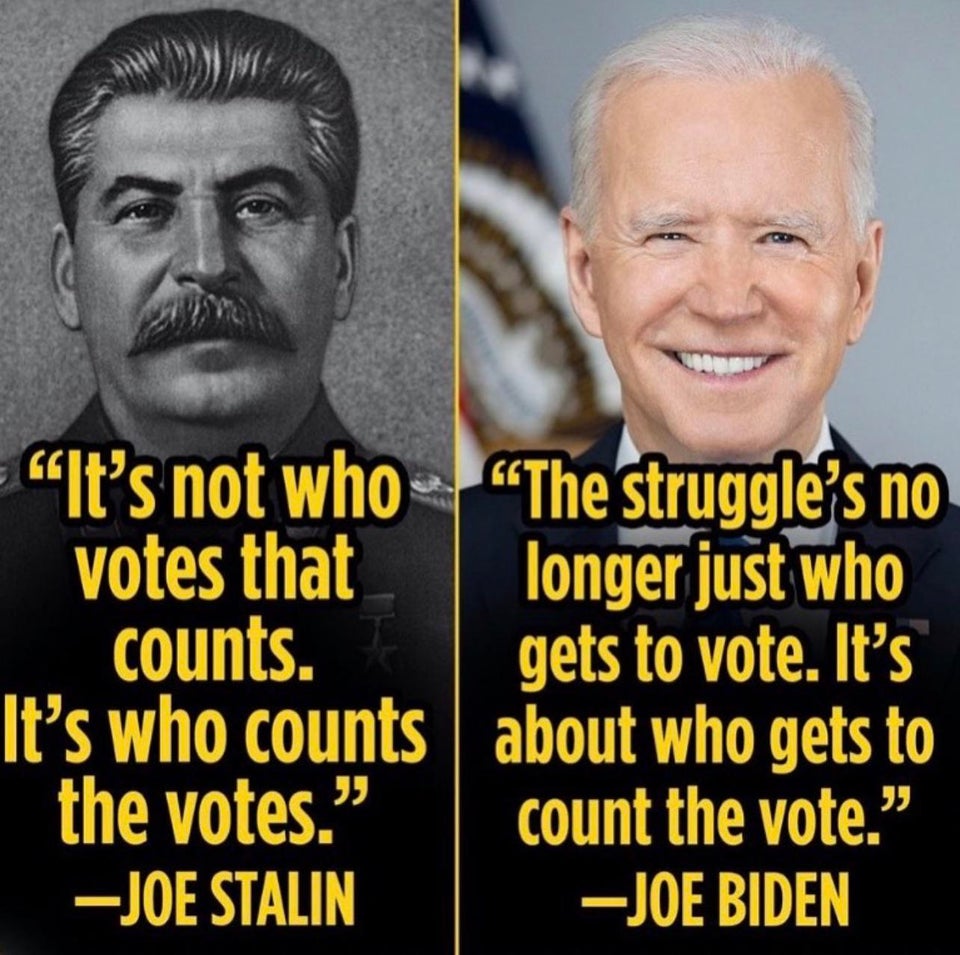 “It’s not who
votes that
counts.
It’s who counts
the votes.”
—JOE STALIN
“The struggle’s no
longer just who
gets to vote. It’s
about who gets to
count the vote.”
—JOE BIDEN